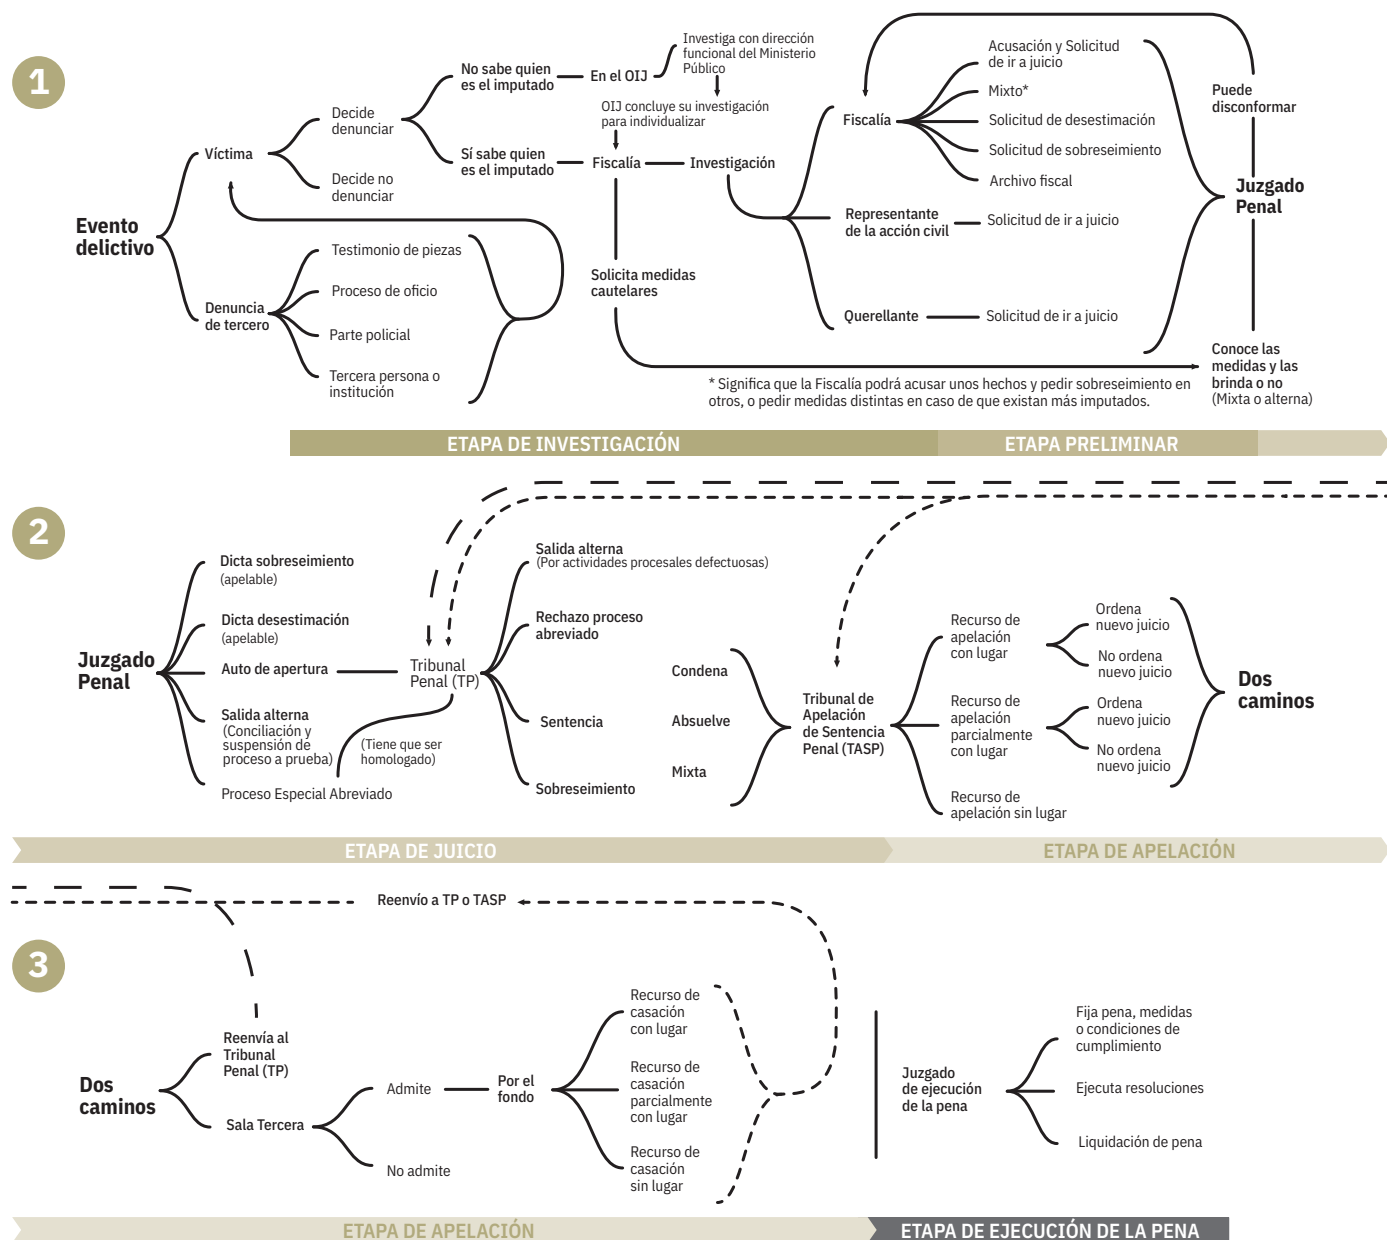 1
Evento
delictivo
Víctima
Decide
denunciar
Decide no
denunciar
No sabe quien
es el imputado
En el OIJ
Investiga con dirección
funcional del Ministerio
Público
OIJ concluye su investigación
para individualizar
Sí sabe quien
es el imputado
Fiscalía
Investigación
Denuncia
de tercero
Testimonio de piezas
Proceso de oficio
Parte policial
Tercera persona o
institución
Solicita medidas
cautelares
Fiscalía
Acusación y Solicitud
de ir a juicio
Mixto*
Solicitud de desestimación
Solicitud de sobreseimiento
Archivo fiscal
Representante
de la acción civil
Solicitud de ir a juicio
Querellante
Solicitud de ir a juicio
Puede
disconformar
Juzgado
Penal
Conoce las
medidas y las
brinda o no
(Mixta o alterna)
* Significa que la Fiscalía podrá acusar unos hechos y pedir sobreseimiento en
otros, o pedir medidas distintas en caso de que existan más imputados.
ETAPA DE INVESTIGACIÓN
ETAPA PRELIMINAR
2
Juzgado
Penal
Dicta sobreseimiento
(apelable)
Dicta desestimación
(apelable)
Auto de apertura
Salida alterna
(Conciliación y
suspensión de
proceso a prueba)
Proceso Especial Abreviado
(Tiene que ser
homologado)
Tribunal
Penal (TP)
Salida alterna
(Por actividades procesales defectuosas)
Rechazo proceso
abreviado
Sentencia
Sobreseimiento
Condena
Absuelve
Mixta
Tribunal de
Apelación
de Sentencia
Penal (TASP)
Recurso de
apelación
con lugar
Ordena
nuevo juicio
No ordena
nuevo juicio
Recurso de
apelación
parcialmente
con lugar
Ordena
nuevo juicio
No ordena
nuevo juicio
Recurso de
apelación sin lugar
Dos
caminos
ETAPA DE JUICIO
ETAPA DE APELACIÓN
Reenvío a TP o TASP
3
Dos
caminos
Reenvía al
Tribunal
Penal (TP)
Sala Tercera
Admite
No admite
Por el
fondo
Recurso de
casación
con lugar
Recurso de
casación
parcialmente
con lugar
Recurso de
casación
sin lugar
Juzgado
de ejecución
de la pena
Fija pena, medidas
o condiciones de
cumplimiento
Ejecuta resoluciones
Liquidación de pena
ETAPA DE APELACIÓN
ETAPA DE EJECUCIÓN DE LA PENA